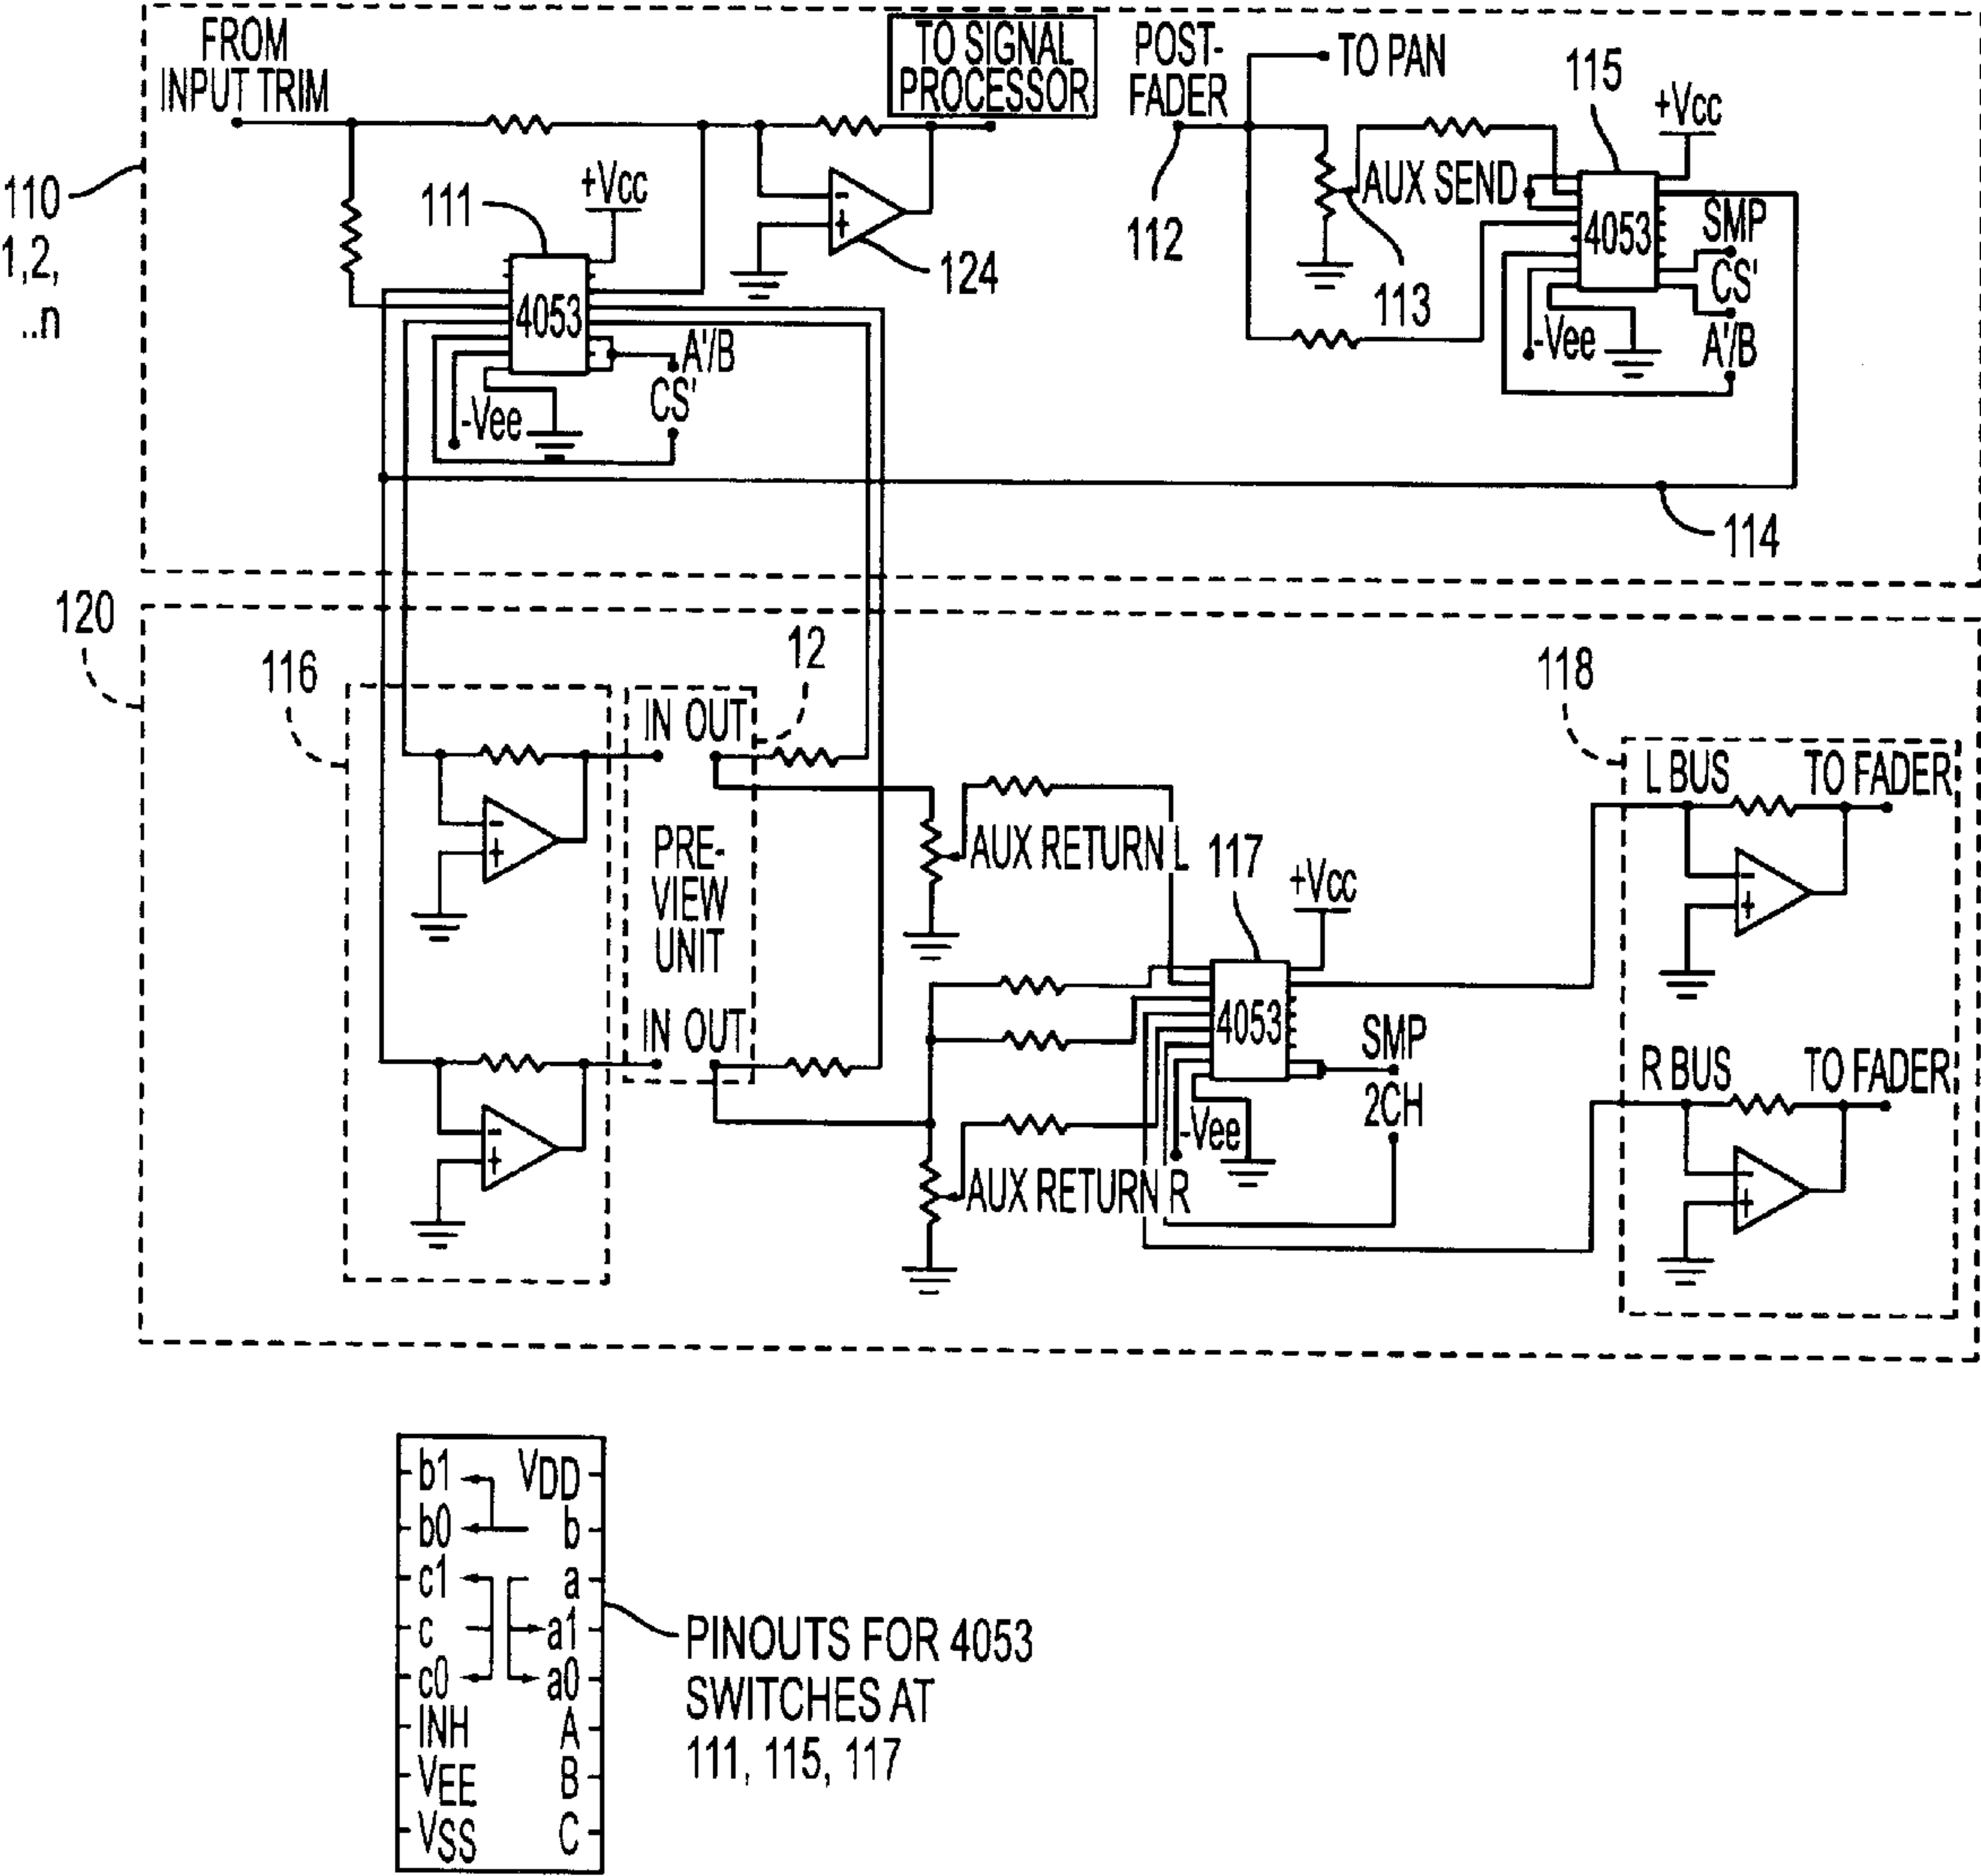 FROM
INPUT TRIM
TO SIGNAL
PROCESSOR
POST-
FADER
TO PAN
115
+Vcc
110
1,2,
..n
111
+Vcc
-
+
124
112
AUX SEND
113
4053
SMP
CS'
A'/B
-Vee
4053
A'/B
CS'
-Vee
114
120
116
12
118
IN OUT
PRE-
VIEW
UNIT
IN OUT
-
+
-
+
AUX RETURN L
117
+Vcc
4053
SMP
2CH
-Vee
AUX RETURN R
L BUS
TO FADER
-
+
R BUS
TO FADER
-
+
b1 VDD
b0 b
c1 a
c a1
c0 a0
INH A
VEE B
VSS C
PINOUTS FOR 4053
SWITCHES AT
111, 115, 117